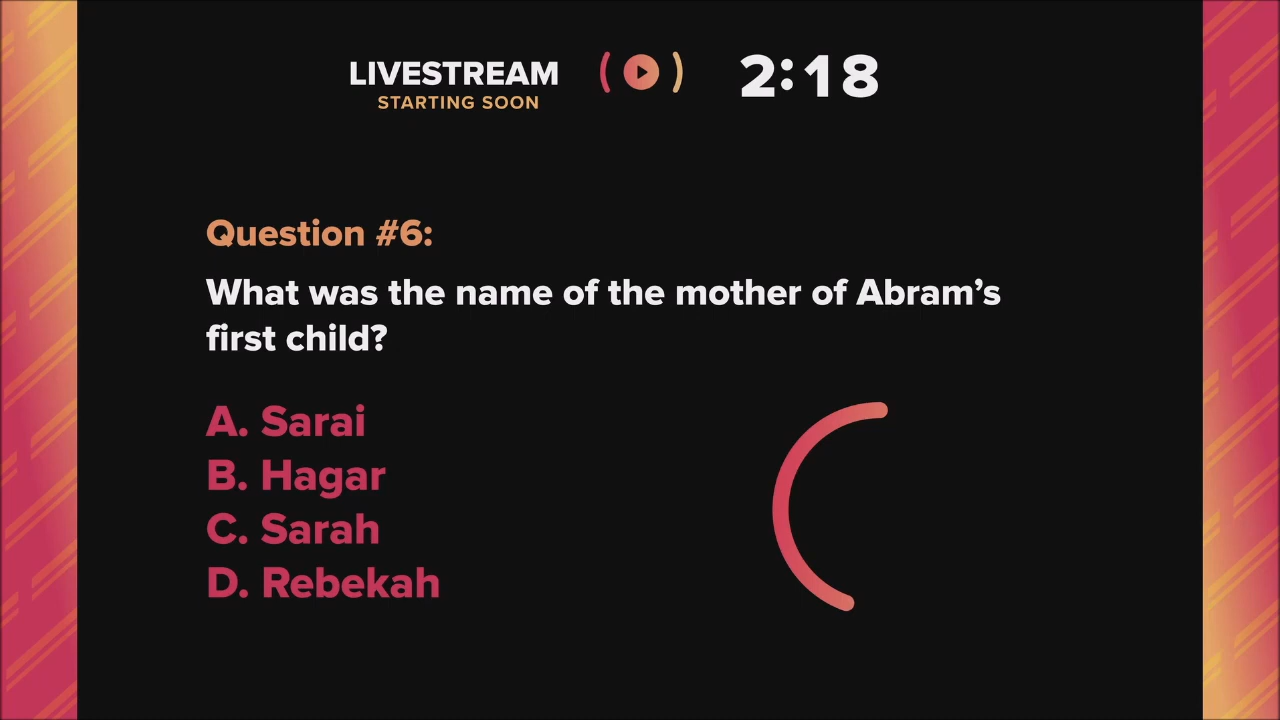 LIVESTREAM
STARTING SOON
2:18
Question #6:
What was the name of the mother of Abram’s
first child?
A. Sarai
B. Hagar
C. Sarah
D. Rebekah